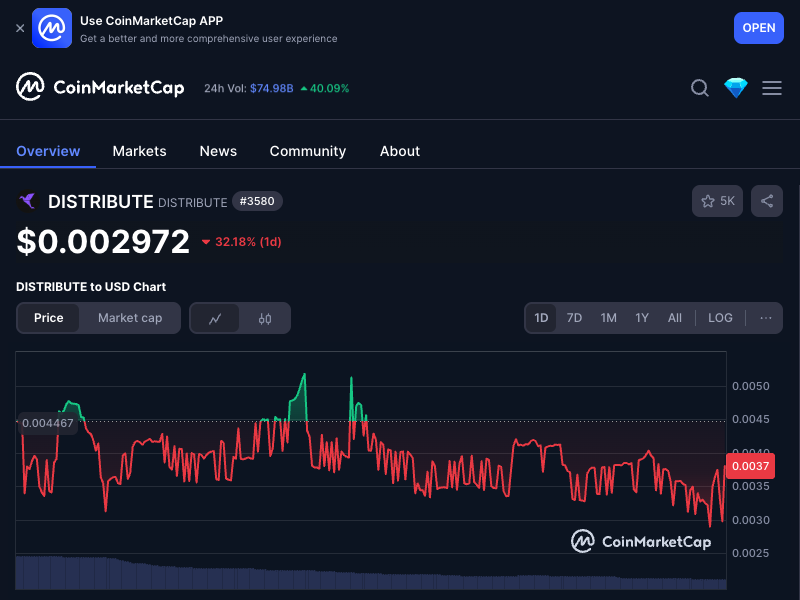 Use CoinMarketCap APP
Get a better and more comprehensive user experience
OPEN
CoinMarketCap
24h Vol: $74.98B 40.09%
Overview Markets News Community About
DISTRIBUTE DISTRIBUTE #3580
5K
$0.002972 32.18% (1d)
DISTRIBUTE to USD Chart
Price Market cap
1D 7D 1M 1Y All LOG ...
0.0050
0.0045
0.004467
0.0040
0.0037
0.0035
0.0030
CoinMarketCap
0.0025